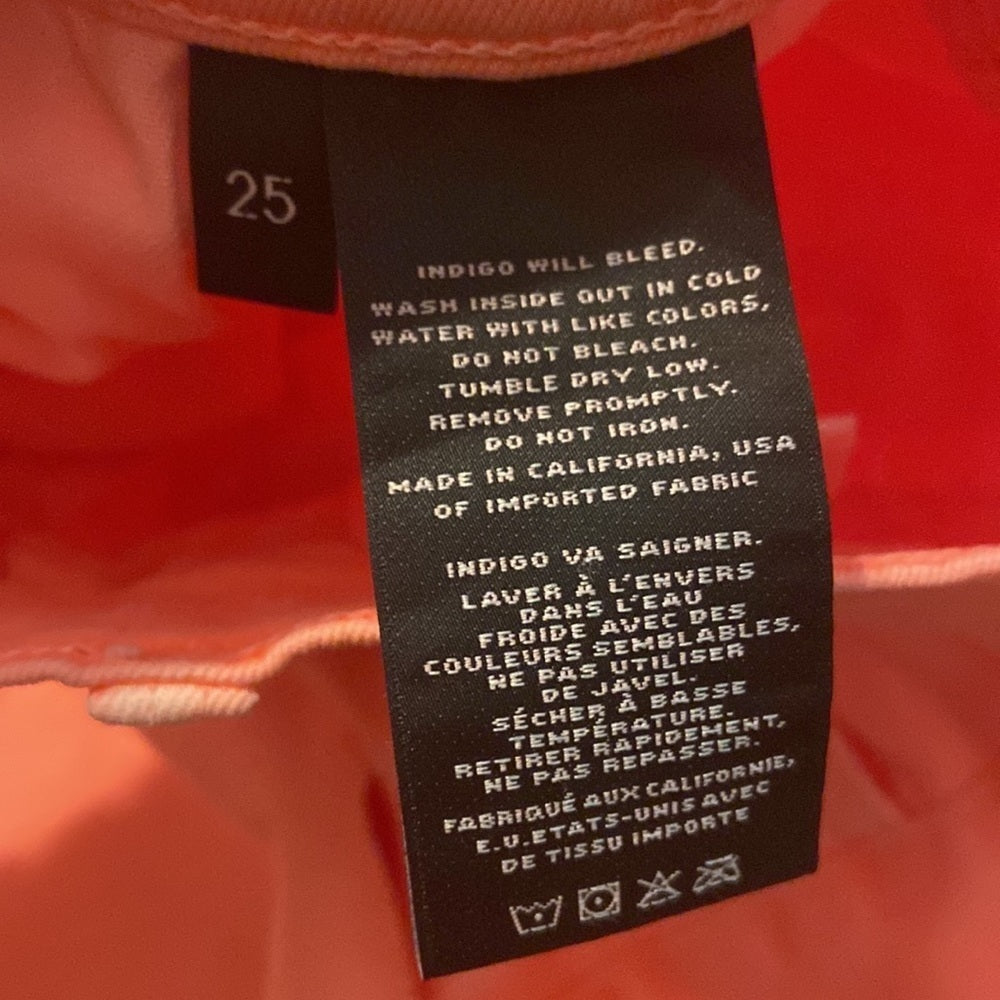 25
INDIGO WILL BLEED.
WASH INSIDE OUT IN COLD
WATER WITH LIKE COLORS,
DO NOT BLEACH.
TUMBLE DRY LOW.
REMOVE PROMPTLY.
DO NOT IRON.
MADE IN CALIFORNIA, USA
OF IMPORTED FABRIC
INDIGO VA SAIGNER.
LAVER À L'ENVERS
DANS L'EAU
FROIDE AVEC DES
COULEURS SEMBLABLES,
NE PAS UTILISER
DE JAVEL.
SÉCHER À BASSE
TEMPÉRATURE.
RETIRER RAPIDEMENT,
NE PAS REPASSER.
FABRIQUÉ AUX CALIFORNIE,
E.U.ETATS-UNIS AVEC
DE TISSU IMPORTE